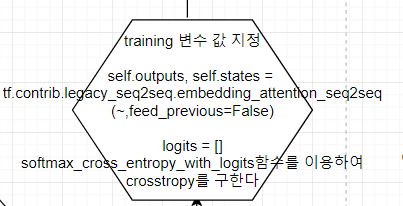 training 변수 값 지정
self.outputs, self.states =
tf.contrib.legacy_seq2seq.embedding_attention_seq2seq
(~,feed_previous=False)
logits = []
softmax_cross_entropy_with_logits함수를 이용하여
crosstropy를 구한다